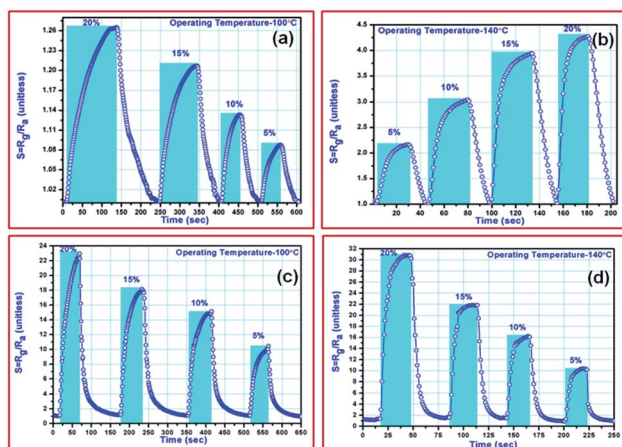 20%
Operating Temperature-100°C
(a)
15%
10%
5%
S=Rg/Ra (unitless)
1.26
1.23
1.20
1.17
1.14
1.11
1.08
1.05
1.02
0 50 100 150 200 250 300 350 400 450 500 550 600
Time (sec)
Operating Temperature-140°C
20%
(b)
15%
10%
5%
S=Rg/Ra (unitless)
4.5
4.0
3.5
3.0
2.5
2.0
1.5
1.0
20 40 60 80 100 120 140 160 180 200
Time (sec)
20%
Operating Temperature-100°C
(c)
15%
10%
5%
S=Rg/Ra (unitless)
24
22
20
18
16
14
12
10
8
6
4
2
0
0 50 100 150 200 250 300 350 400 450 500 550 600 650
Time (sec)
20%
Operating Temperature-140°C
(d)
15%
10%
5%
S=Rg/Ra (unitless)
32
28
24
20
16
12
8
4
0
0 25 50 75 100 125 150 175 200 225 250
Time (sec)